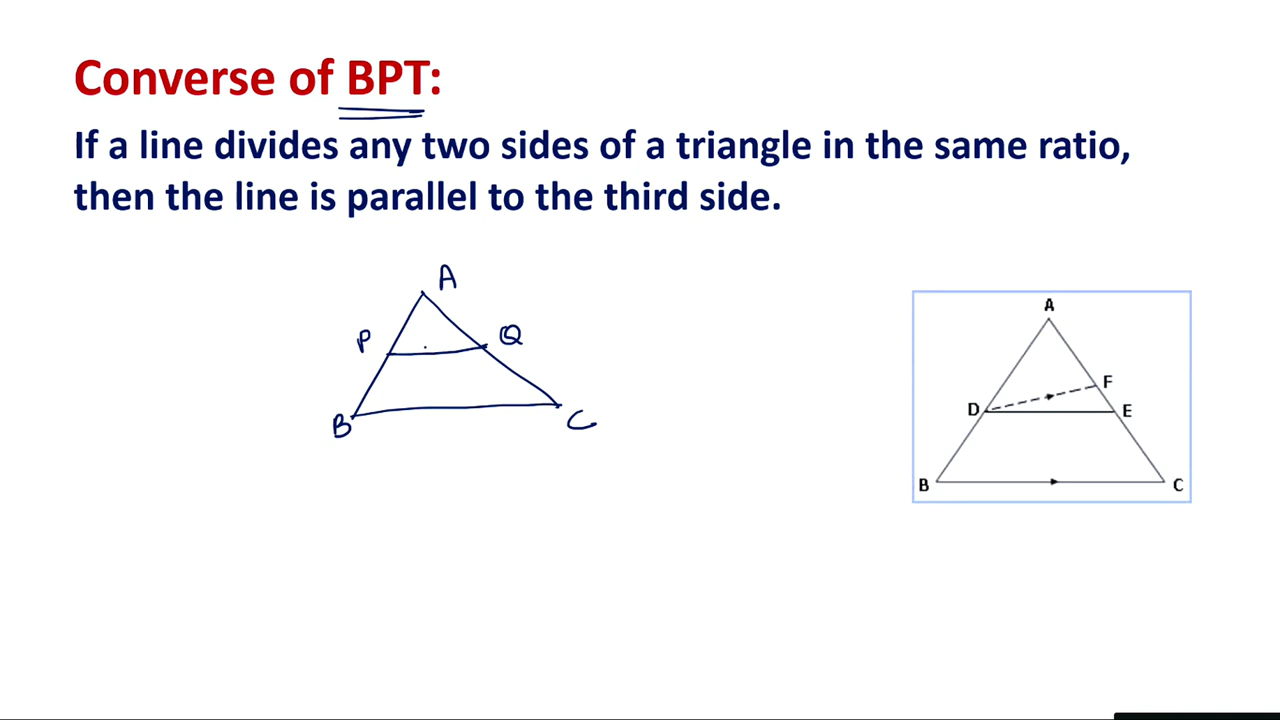 Converse of BPT:
If a line divides any two sides of a triangle in the same ratio,
then the line is parallel to the third side.
A
P
Q
B
C
A
F
D
E
B
C